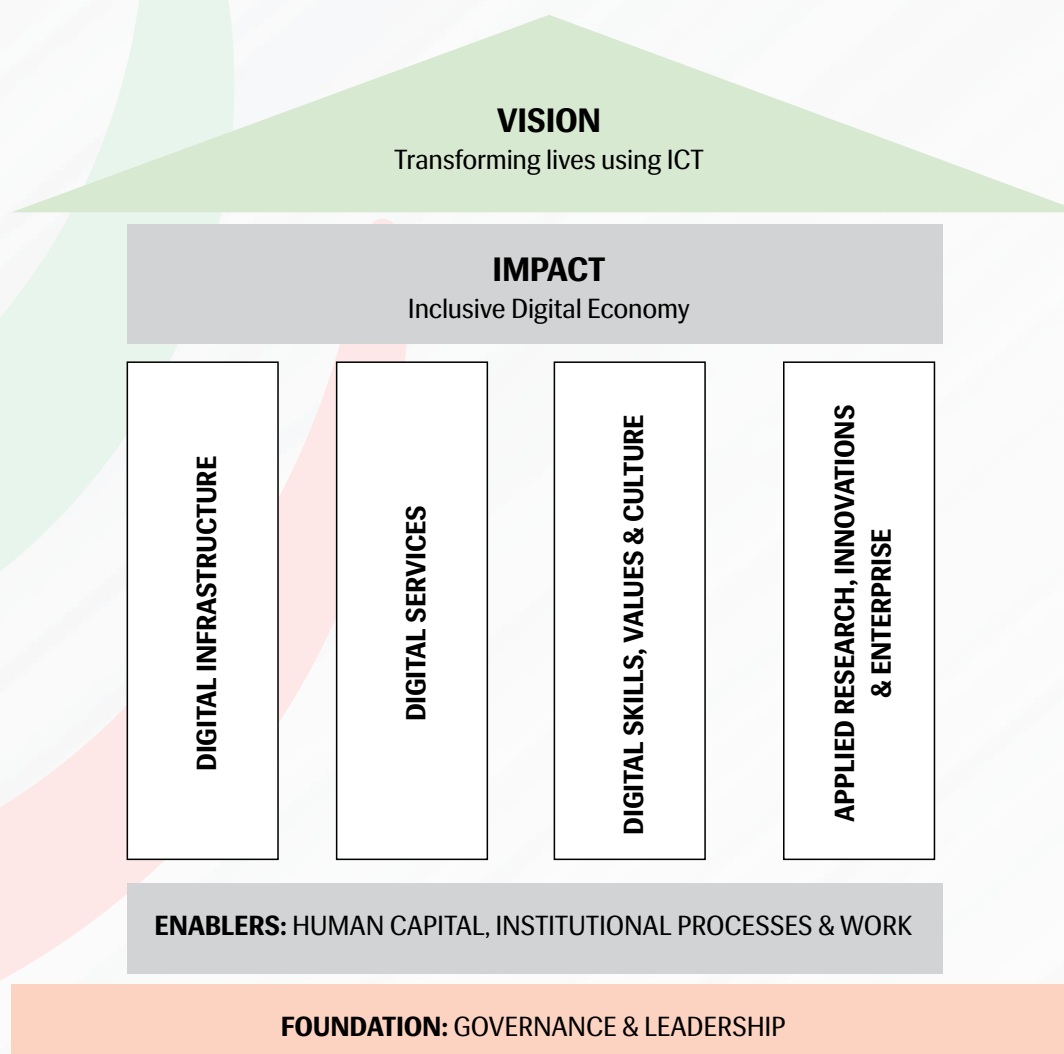 VISION
Transforming lives using ICT
IMPACT
Inclusive Digital Economy
DIGITAL INFRASTRUCTURE
DIGITAL SERVICES
DIGITAL SKILLS, VALUES & CULTURE
APPLIED RESEARCH, INNOVATIONS
& ENTERPRISE
ENABLERS: HUMAN CAPITAL, INSTITUTIONAL PROCESSES & WORK
FOUNDATION: GOVERNANCE & LEADERSHIP